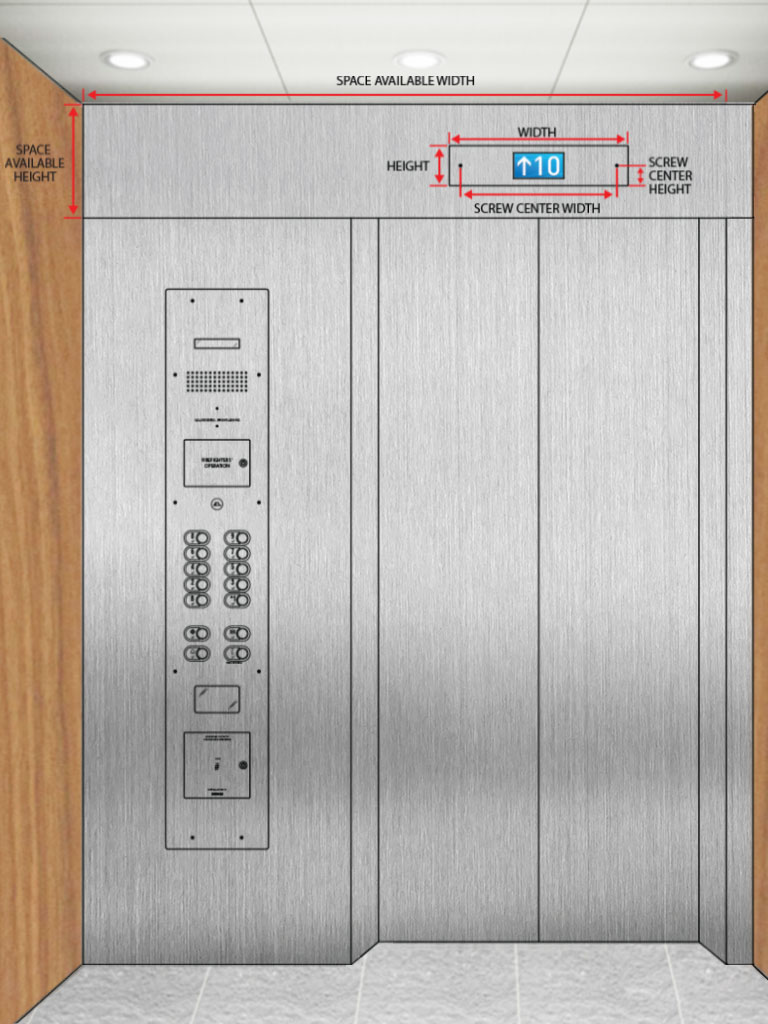 SPACE AVAILABLE WIDTH
WIDTH
SPACE
AVAILABLE
HEIGHT
HEIGHT
↑10
SCREW
CENTER
HEIGHT
SCREW CENTER WIDTH
FIREFIGHTERS'
OPERATION